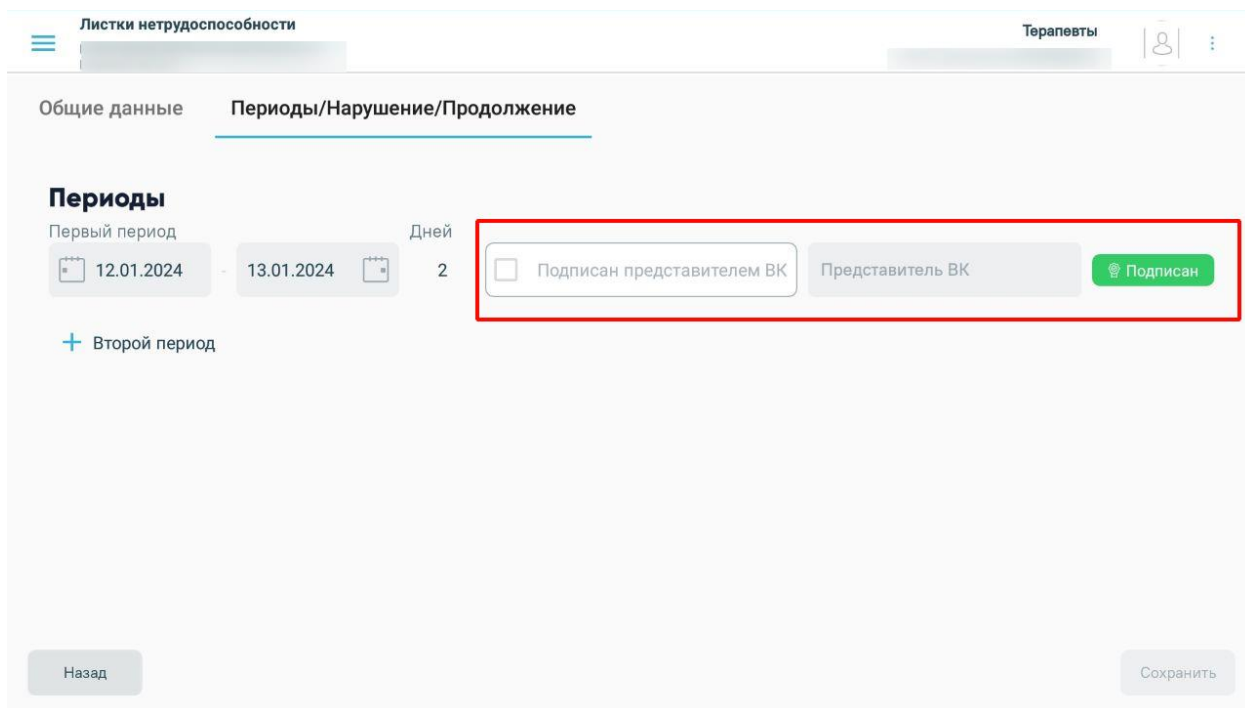 Листки нетрудоспособности
Терапевты
Общие данные Периоды/Нарушение/Продолжение
Периоды
Первый период Дней
12.01.2024 - 13.01.2024 2 Подписан представителем ВК Представитель ВК Подписан
+ Второй период
Назад Сохранить